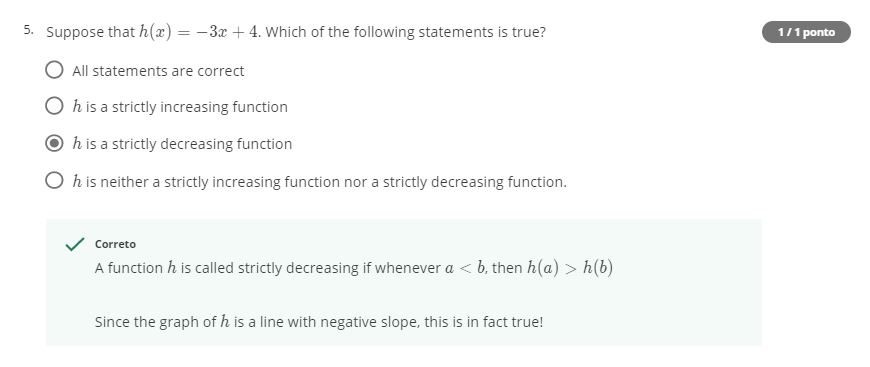 5. Suppose that h(x) = −3x + 4. Which of the following statements is true?
1 / 1 ponto
All statements are correct
h is a strictly increasing function
h is a strictly decreasing function
h is neither a strictly increasing function nor a strictly decreasing function.
Correto
A function h is called strictly decreasing if whenever a < b, then h(a) > h(b)
Since the graph of h is a line with negative slope, this is in fact true!